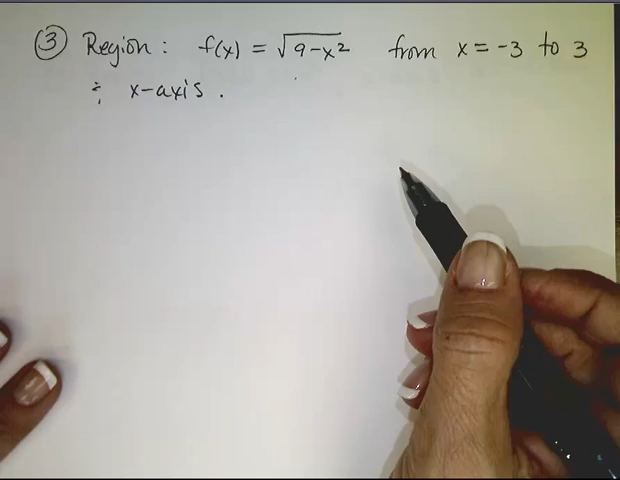 ③ Region: f(x) = √(9-x²) from x = -3 to 3
& x-axis.